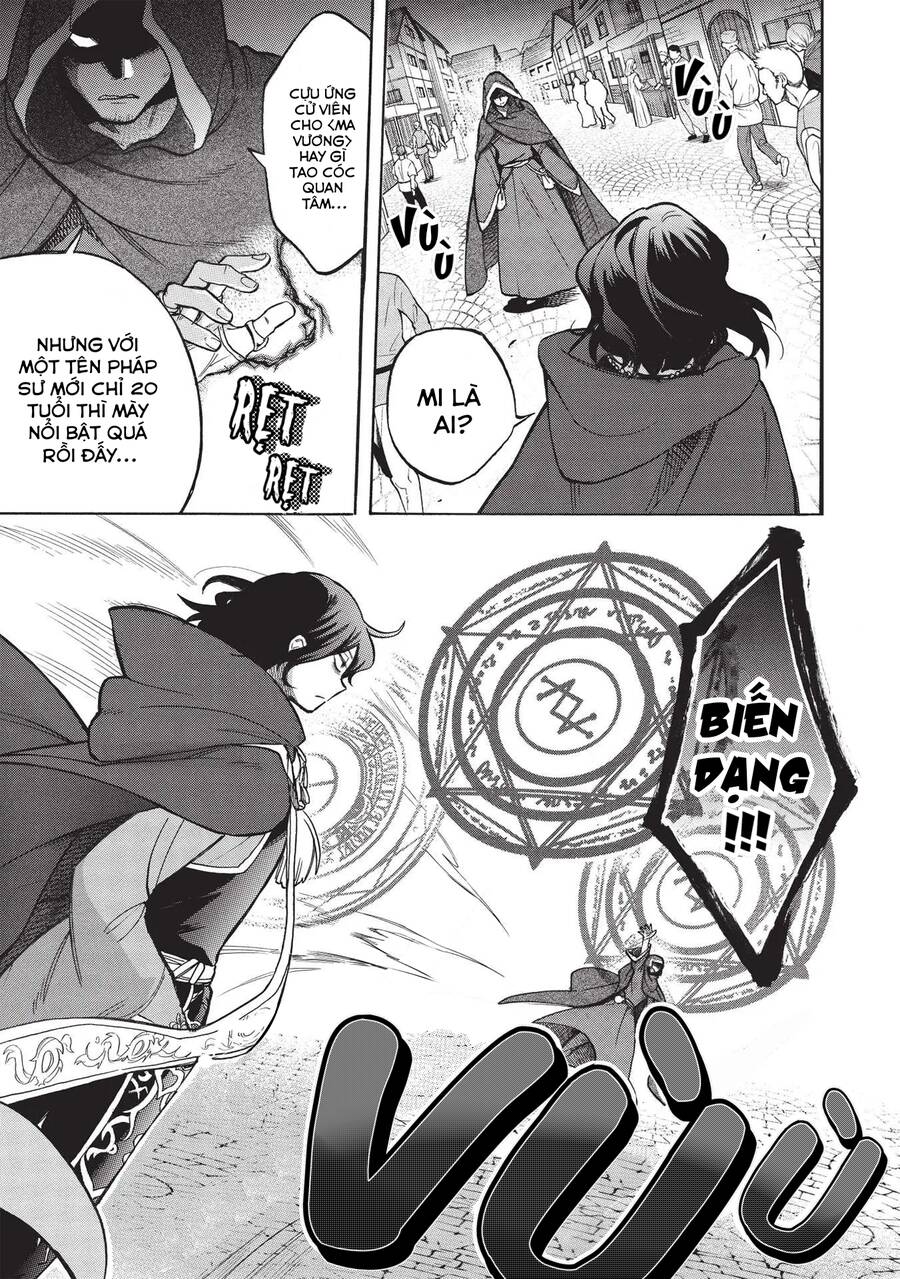 VÙ
Ù
VÙ
Ù
MI LÀ
AI?
CỰU ỨNG
CỬ VIÊN
CHO <MA
VƯƠNG>
HAY GÌ
TAO CÓC
QUAN
TÂM...
RẸT
RẸT
NHƯNG VỚI
MỘT TÊN PHÁP
SƯ MỚI CHỈ 20
TUỔI THÌ MÀY
NỔI BẬT QUÁ
RỒI ĐẤY...
BIẾN
DẠNG
!!!
VÙ Ù